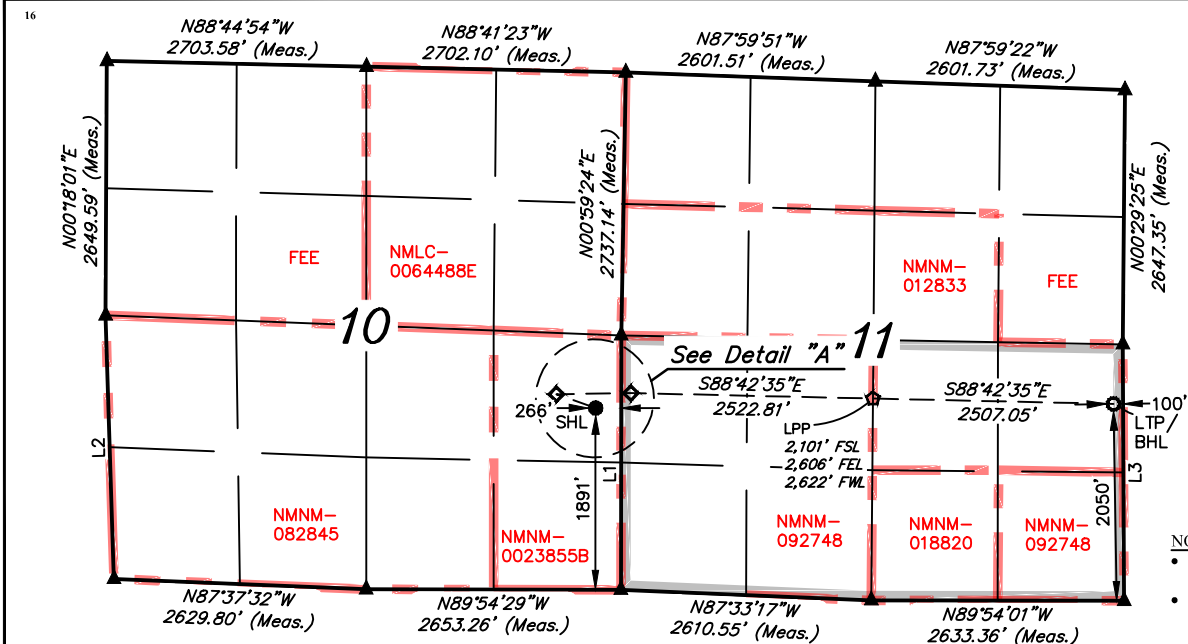 16
N88°44'54"W
2703.58' (Meas.)
N88°41'23"W
2702.10' (Meas.)
N87°59'51"W
2601.51' (Meas.)
N87°59'22"W
2601.73' (Meas.)
N00°18'01"E
2649.59' (Meas.)
N00°59'24"E
2737.14' (Meas.)
N00°29'25"E
2647.35' (Meas.)
FEE
NMLC-
0064488E
NMNM-
012833
FEE
10
11
See Detail "A"
S88°42'35"E
2522.81'
S88°42'35"E
2507.05'
266'
SHL
100'
LTP/
BHL
LPP
2,101' FSL
2,606' FEL
2,622' FWL
L2
L1
L3
1891'
2050'
NMNM-
082845
NMNM-
0023855B
NMNM-
092748
NMNM-
018820
NMNM-
092748
N87°37'32"W
2629.80' (Meas.)
N89°54'29"W
2653.26' (Meas.)
N87°33'17"W
2610.55' (Meas.)
N89°54'01"W
2633.36' (Meas.)